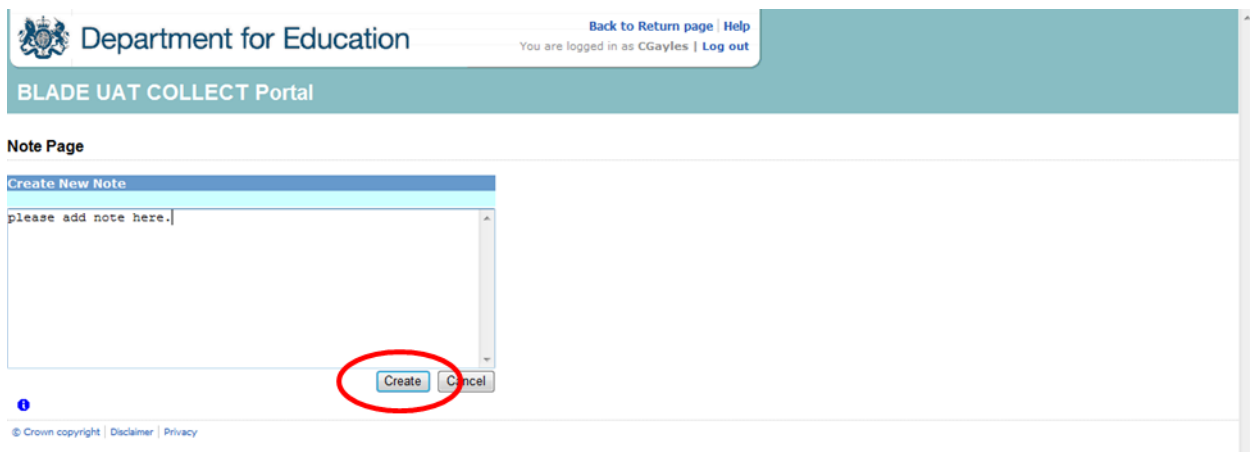 Department for Education
Back to Return page | Help
You are logged in as CGayles | Log out
BLADE UAT COLLECT Portal
Note Page
Create New Note
please add note here.
Create Cancel
© Crown copyright | Disclaimer | Privacy